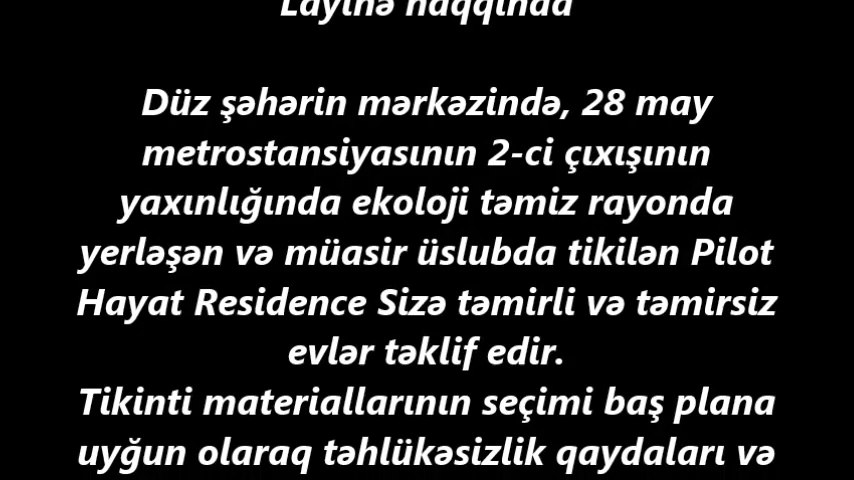 Layihə haqqında
Düz şəhərin mərkəzində, 28 may
metrostansiyasının 2-ci çıxışının
yaxınlığında ekoloji təmiz rayonda
yerləşən və müasir üslubda tikilən Pilot
Hayat Residence Sizə təmirli və təmirsiz
evlər təklif edir.
Tikinti materiallarının seçimi baş plana
uyğun olaraq təhlükəsizlik qaydaları və